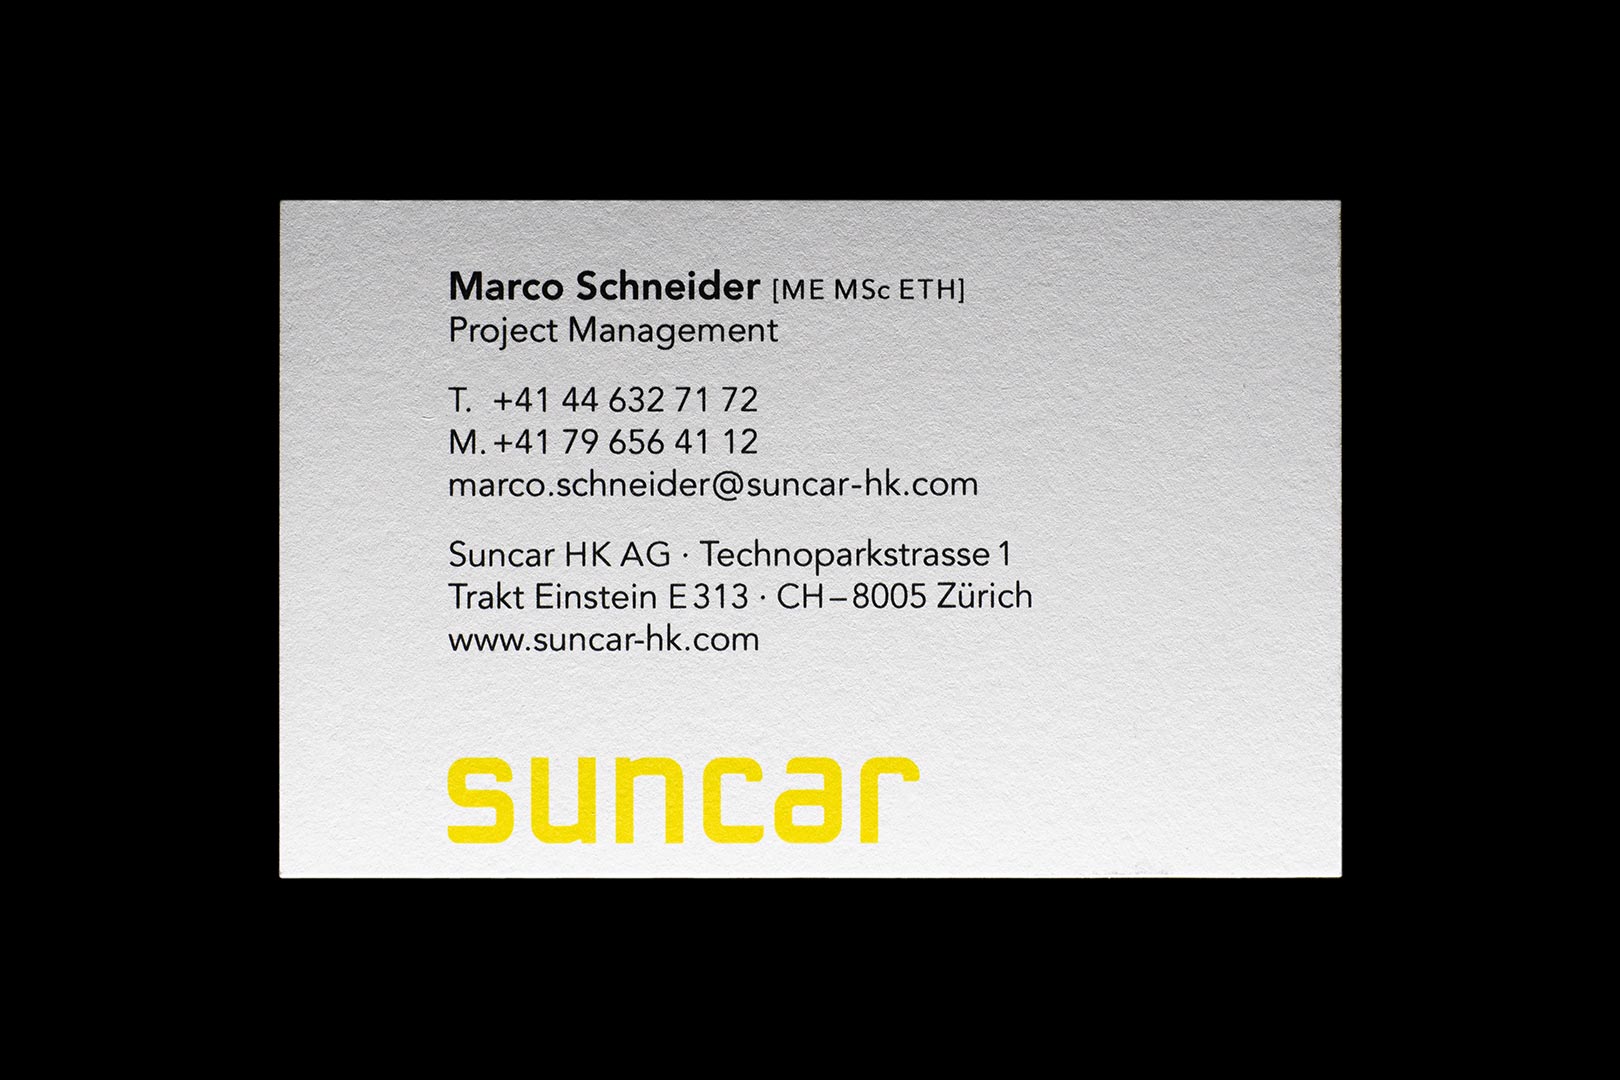 Marco Schneider [ME MSc ETH]
Project Management
T. +41 44 632 71 72
M. +41 79 656 41 12
marco.schneider@suncar-hk.com
Suncar HK AG · Technoparkstrasse 1
Trakt Einstein E 313 · CH–8005 Zürich
www.suncar-hk.com
suncar